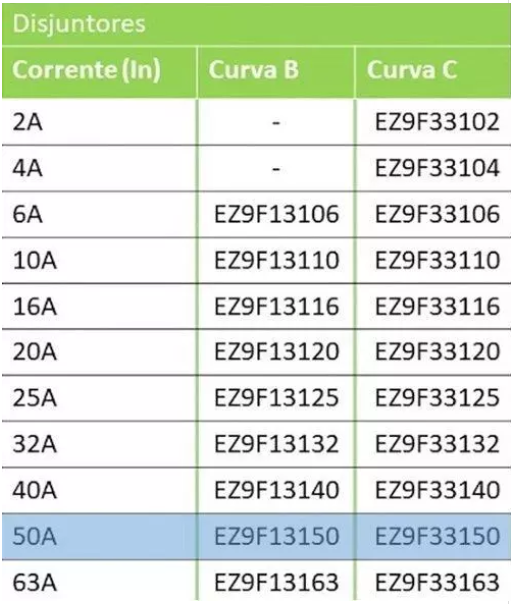 Disjuntores
Corrente (In) Curva B Curva C
2A - EZ9F33102
4A - EZ9F33104
6A EZ9F13106 EZ9F33106
10A EZ9F13110 EZ9F33110
16A EZ9F13116 EZ9F33116
20A EZ9F13120 EZ9F33120
25A EZ9F13125 EZ9F33125
32A EZ9F13132 EZ9F33132
40A EZ9F13140 EZ9F33140
50A EZ9F13150 EZ9F33150
63A EZ9F13163 EZ9F33163